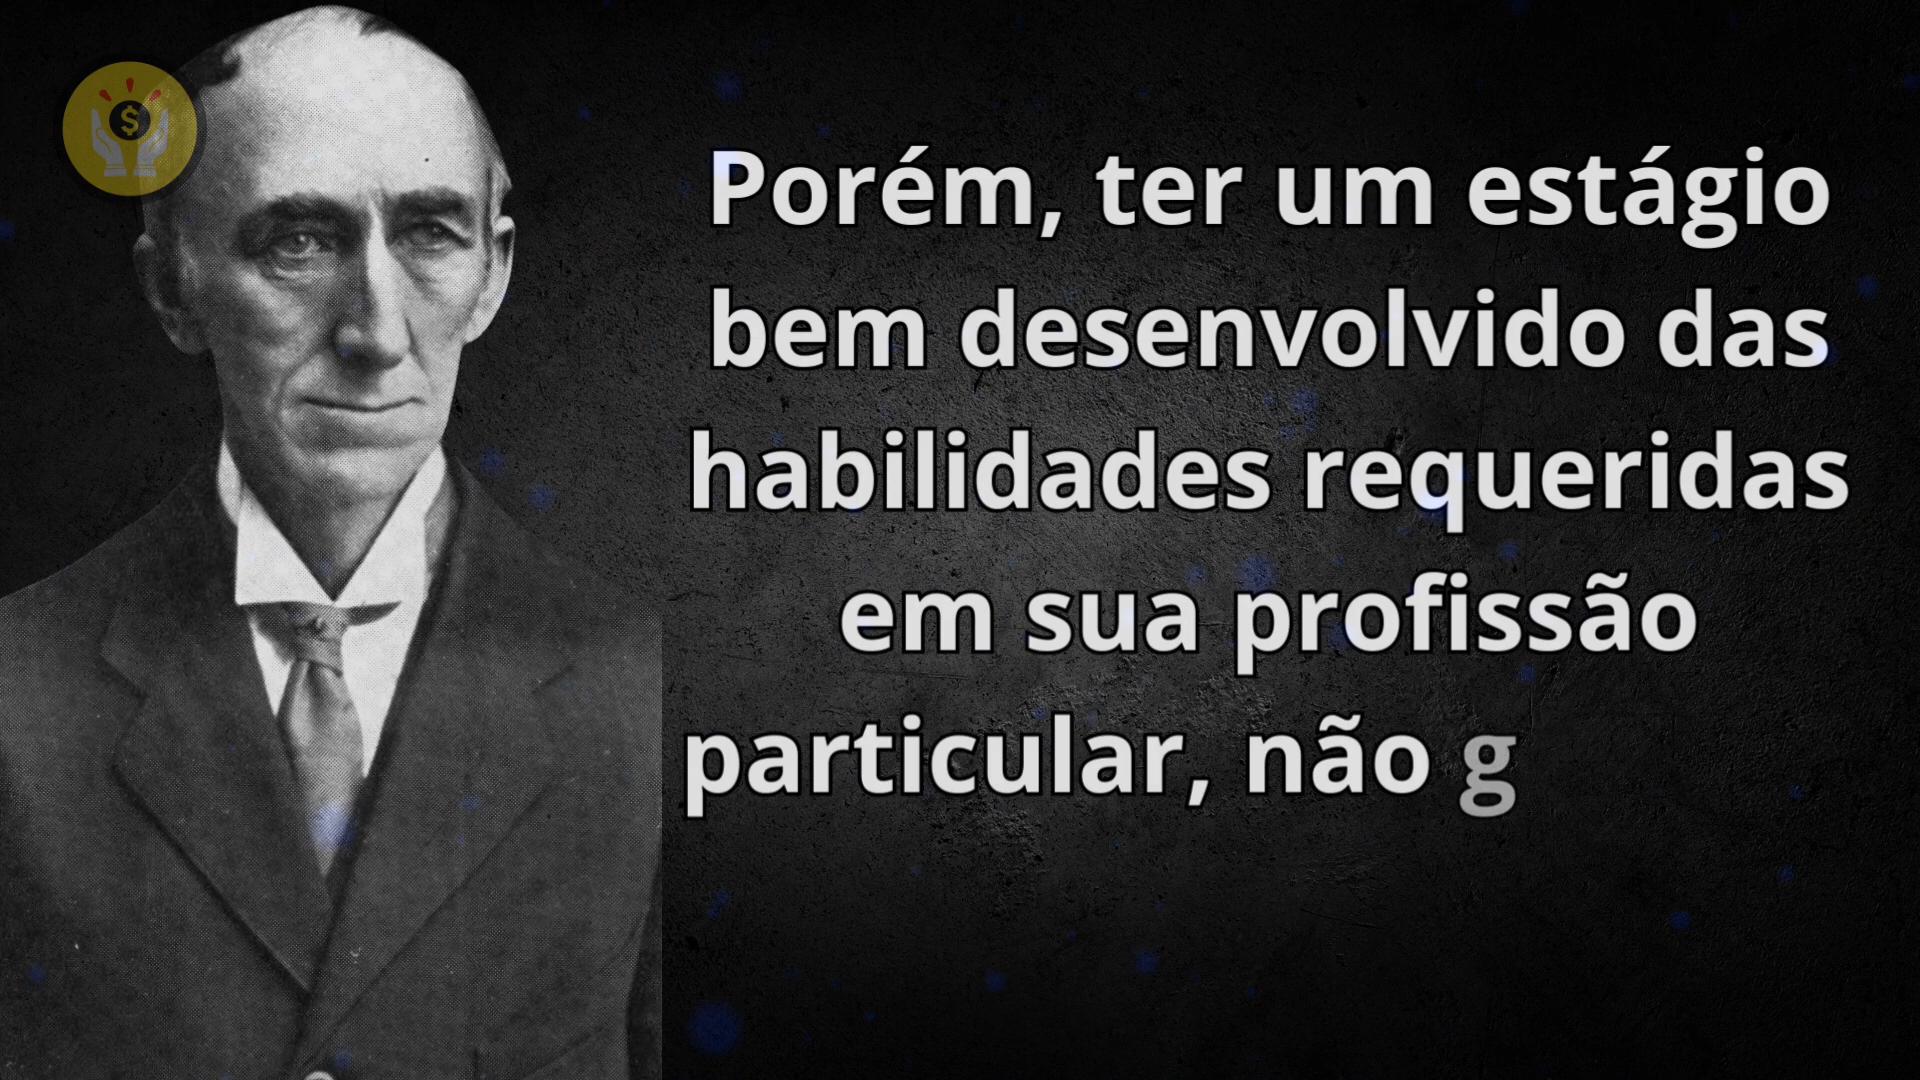 Porém, ter um estágio
bem desenvolvido das
habilidades requeridas
em sua profissão
particular, não g
$